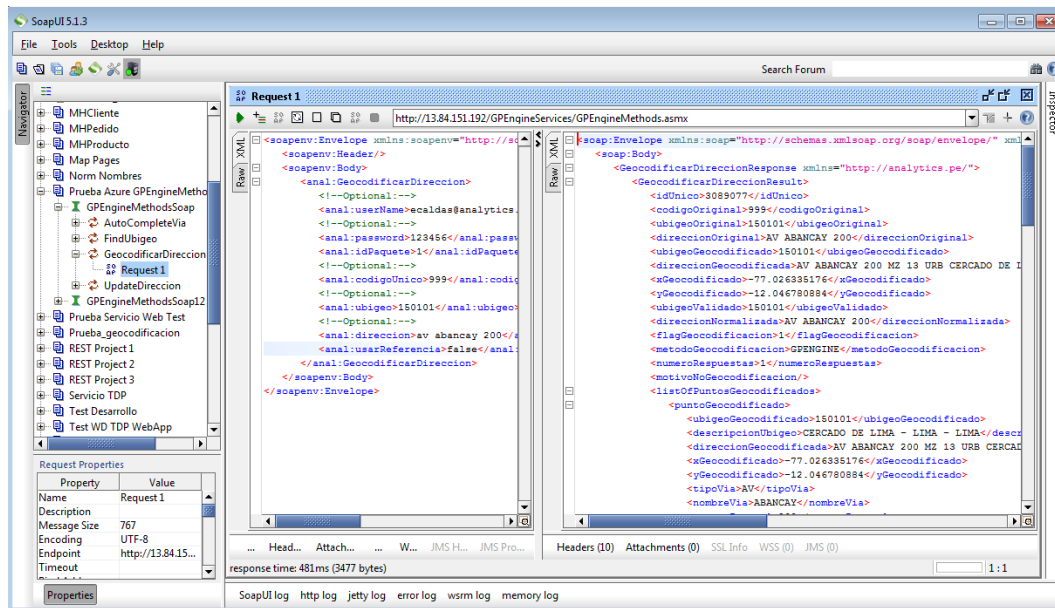 SoapUI 5.1.3
File Tools Desktop Help
Search Forum
Navigator
MHCliente
MHPedido
MHProducto
Map Pages
Norm Nombres
Prueba Azure GPEngineMetho
GPEngineMethodsSoap
AutoCompleteVia
FindUbigeo
GeocodificarDireccion
Request 1
UpdateDireccion
GPEngineMethodsSoap12
Prueba Servicio Web Test
Prueba_geocodificacion
REST Project 1
REST Project 2
REST Project 3
Servicio TDP
Test Desarrollo
Test WD TDP WebApp
Request Properties
Property Value
Name Request 1
Description
Message Size 767
Encoding UTF-8
Endpoint http://13.84.15...
Timeout
Properties
Request 1
http://13.84.151.192/GPEngineServices/GPEngineMethods.asmx
XML
Raw
<soapenv:Envelope xmlns:soapenv="http://sc
<soapenv:Header/>
<soapenv:Body>
<anal:GeocodificarDireccion>
<!--Optional:-->
<anal:userName>ecaldas@analytics.
<!--Optional:-->
<anal:password>123456</anal:passw
<anal:idPaquete>1</anal:idPaquete
<!--Optional:-->
<anal:codigoUnico>999</anal:codig
<!--Optional:-->
<anal:ubigeo>150101</anal:ubigeo>
<!--Optional:-->
<anal:direccion>av abancay 200</a
<anal:usarReferencia>false</anal:
</anal:GeocodificarDireccion>
</soapenv:Body>
</soapenv:Envelope>
XML
Raw
<soap:Envelope xmlns:soap="http://schemas.xmlsoap.org/soap/envelope/" xml
<soap:Body>
<GeocodificarDireccionResponse xmlns="http://analytics.pe/">
<GeocodificarDireccionResult>
<idUnico>3089077</idUnico>
<codigoOriginal>999</codigoOriginal>
<ubigeoOriginal>150101</ubigeoOriginal>
<direccionOriginal>AV ABANCAY 200</direccionOriginal>
<ubigeoGeocodificado>150101</ubigeoGeocodificado>
<direccionGeocodificada>AV ABANCAY 200 MZ 13 URB CERCADO DE L
<xGeocodificado>-77.026335176</xGeocodificado>
<yGeocodificado>-12.046780884</yGeocodificado>
<ubigeoValidado>150101</ubigeoValidado>
<direccionNormalizada>AV ABANCAY 200</direccionNormalizada>
<flagGeocodificacion>1</flagGeocodificacion>
<metodoGeocodificacion>GPENGINE</metodoGeocodificacion>
<numeroRespuestas>1</numeroRespuestas>
<motivoNoGeocodificacion/>
<listOfPuntosGeocodificados>
<puntoGeocodificado>
<ubigeoGeocodificado>150101</ubigeoGeocodificado>
<descripcionUbigeo>CERCADO DE LIMA - LIMA - LIMA</descr
<direccionGeocodificada>AV ABANCAY 200 MZ 13 URB CERCAD
<xGeocodificado>-77.026335176</xGeocodificado>
<yGeocodificado>-12.046780884</yGeocodificado>
<tipoVia>AV</tipoVia>
<nombreVia>ABANCAY</nombreVia>
... Head... Attach... ... W... JMS H... JMS Pro...
Headers (10) Attachments (0) SSL Info WSS (0) JMS (0)
response time: 481ms (3477 bytes)
1 : 1
SoapUI log http log jetty log error log wsrm log memory log
Inspector